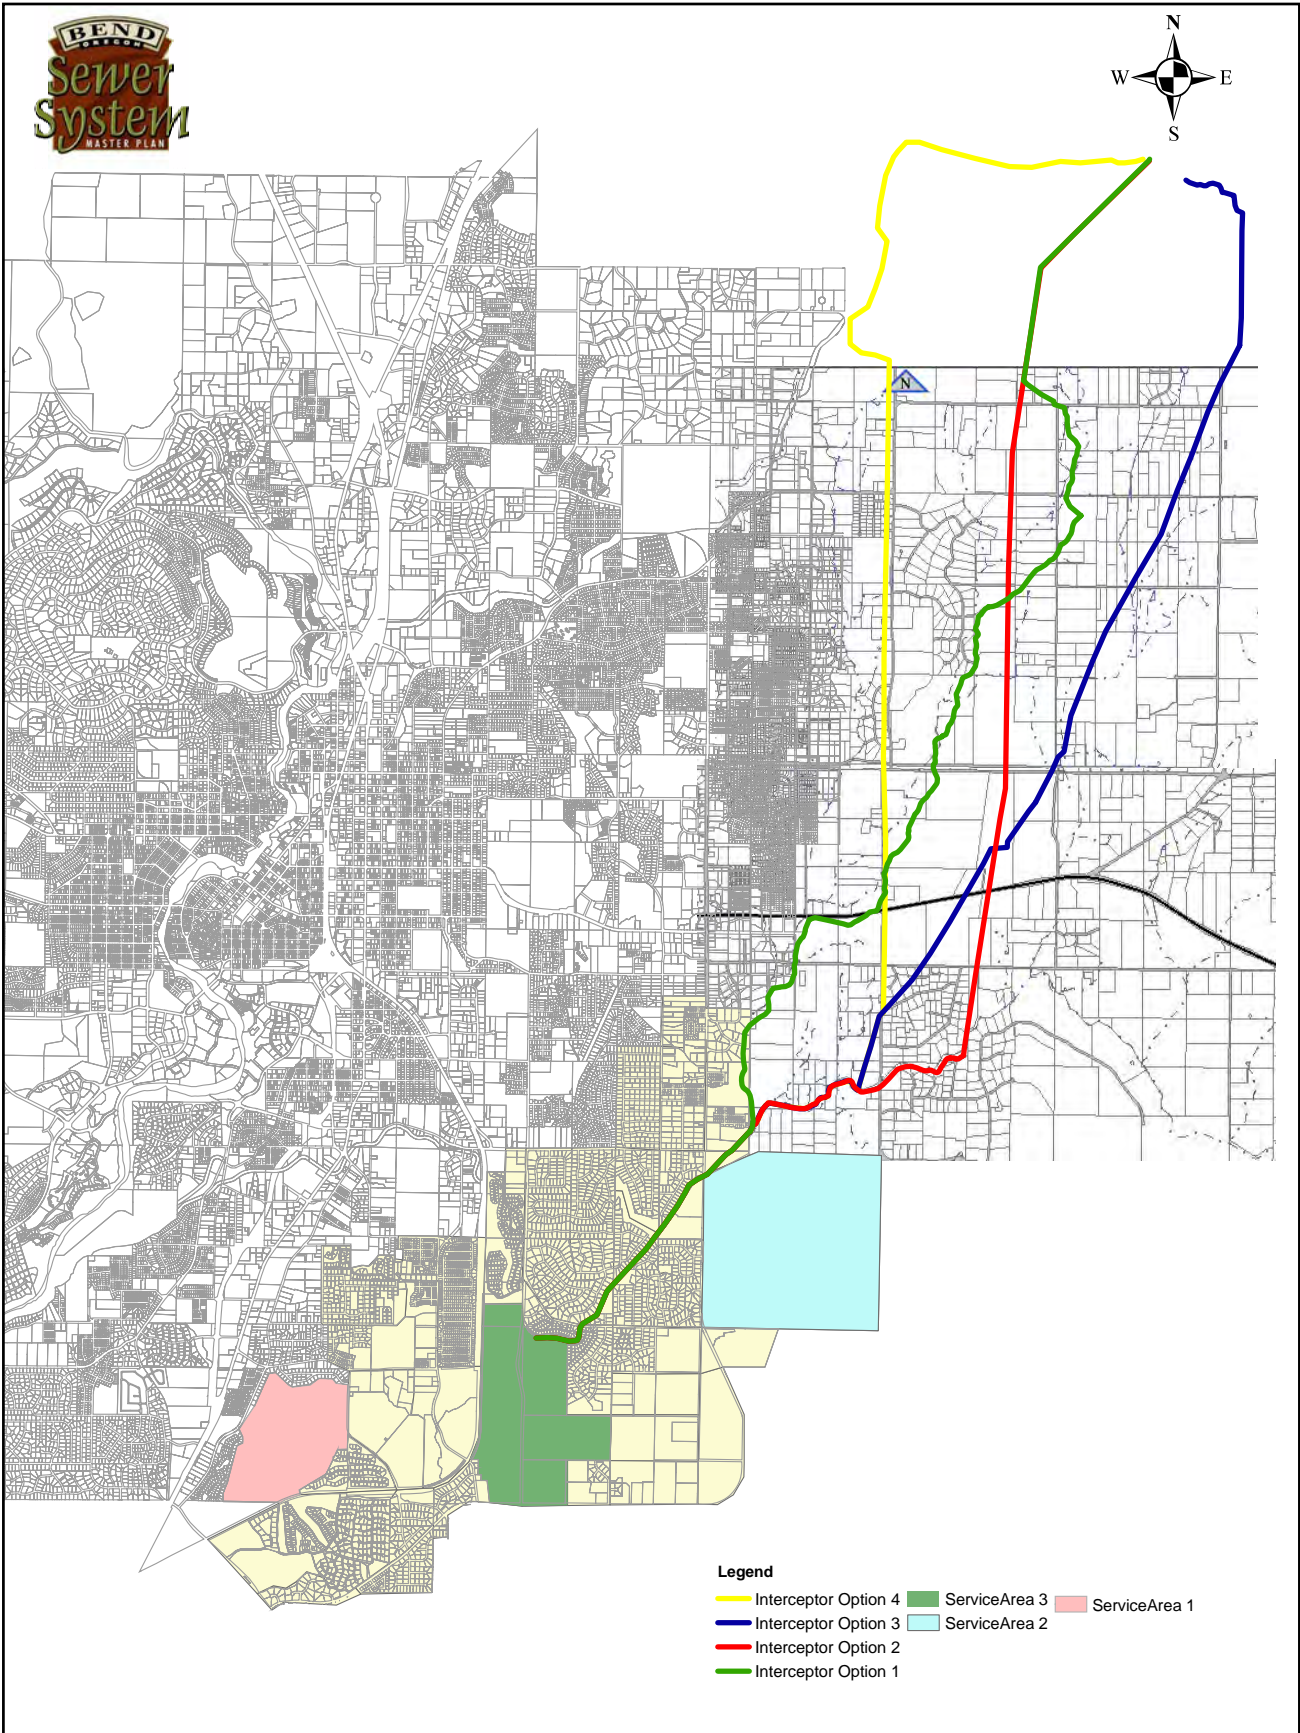 BEND
OREGON
Sewer
System
MASTER PLAN
N
W E
S
N
Legend
Interceptor Option 4 ServiceArea 3 ServiceArea 1
Interceptor Option 3 ServiceArea 2
Interceptor Option 2
Interceptor Option 1